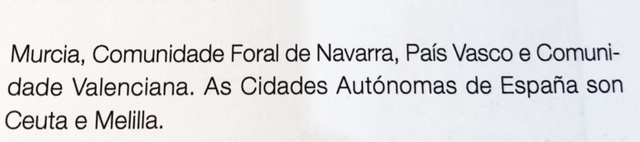 Murcia, Comunidade Foral de Navarra, País Vasco e Comuni-
dade Valenciana. As Cidades Autónomas de España son
Ceuta e Melilla.